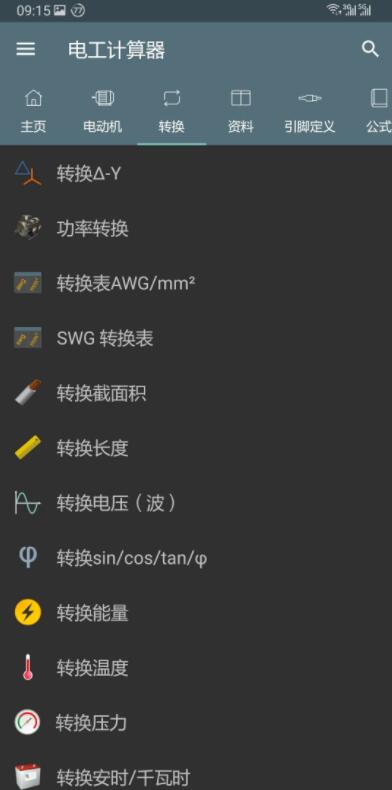 09:15 77 3G 5G
电工计算器
主页 电动机 转换 资料 引脚定义 公式
转换Δ-Y
功率转换
转换表AWG/mm²
SWG 转换表
转换截面积
转换长度
转换电压（波）
φ 转换sin/cos/tan/φ
转换能量
转换温度
转换压力
转换安时/千瓦时